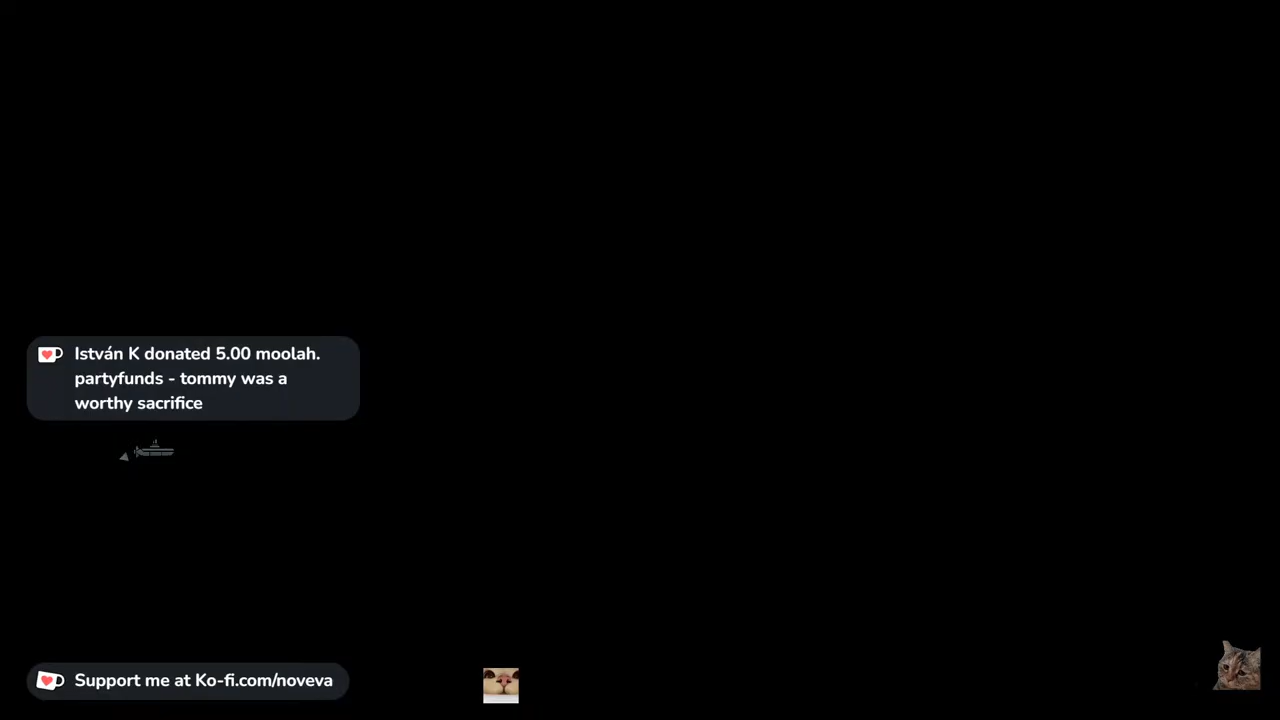 István K donated 5.00 moolah.
partyfunds - tommy was a
worthy sacrifice
Support me at Ko-fi.com/noveva